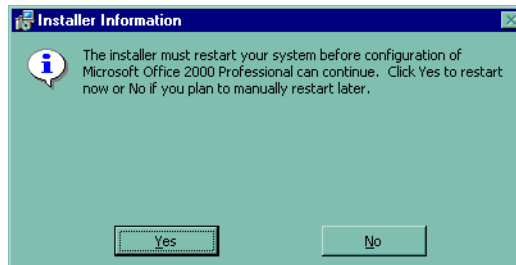 Installer Information
The installer must restart your system before configuration of
Microsoft Office 2000 Professional can continue.  Click Yes to restart
now or No if you plan to manually restart later.
Yes No